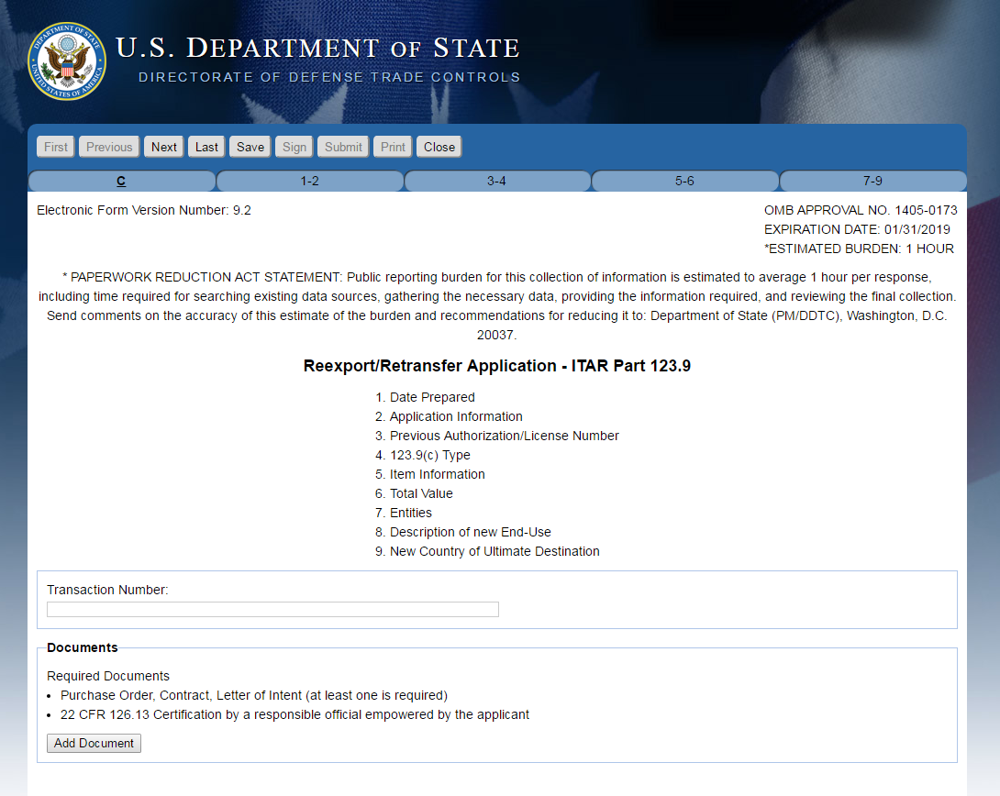 DEPARTMENT OF STATE
UNITED STATES OF AMERICA
U.S. DEPARTMENT OF STATE
DIRECTORATE OF DEFENSE TRADE CONTROLS
First Previous Next Last Save Sign Submit Print Close
C 1-2 3-4 5-6 7-9
Electronic Form Version Number: 9.2
OMB APPROVAL NO. 1405-0173
EXPIRATION DATE: 01/31/2019
*ESTIMATED BURDEN: 1 HOUR
* PAPERWORK REDUCTION ACT STATEMENT: Public reporting burden for this collection of information is estimated to average 1 hour per response,
including time required for searching existing data sources, gathering the necessary data, providing the information required, and reviewing the final collection.
Send comments on the accuracy of this estimate of the burden and recommendations for reducing it to: Department of State (PM/DDTC), Washington, D.C.
20037.
Reexport/Retransfer Application - ITAR Part 123.9
1. Date Prepared
2. Application Information
3. Previous Authorization/License Number
4. 123.9(c) Type
5. Item Information
6. Total Value
7. Entities
8. Description of new End-Use
9. New Country of Ultimate Destination
Transaction Number:
Documents
Required Documents
• Purchase Order, Contract, Letter of Intent (at least one is required)
• 22 CFR 126.13 Certification by a responsible official empowered by the applicant
Add Document